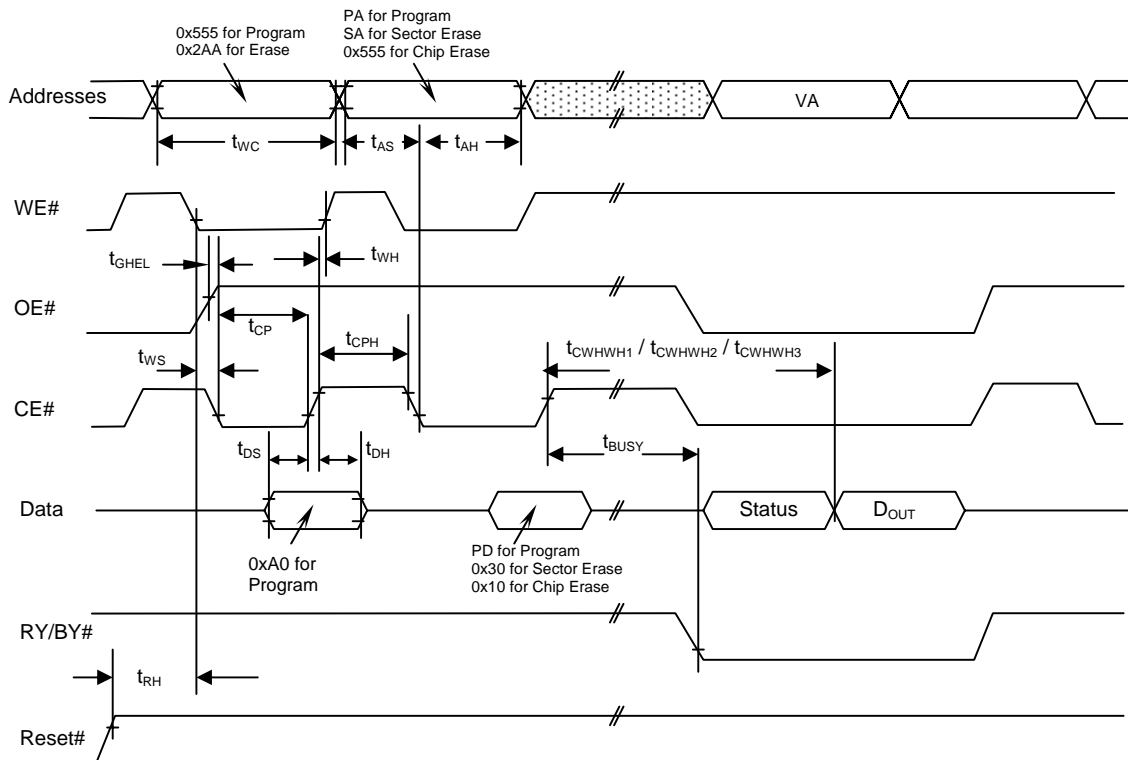 0x555 for Program
0x2AA for Erase
PA for Program
SA for Sector Erase
0x555 for Chip Erase
Addresses
VA
tWC
tAS
tAH
WE#
tGHEL
tWH
OE#
tCP
tWS
tCPH
tCWHWH1 / tCWHWH2 / tCWHWH3
CE#
tDS
tDH
tBUSY
Data
Status
DOUT
0xA0 for
Program
PD for Program
0x30 for Sector Erase
0x10 for Chip Erase
RY/BY#
tRH
Reset#